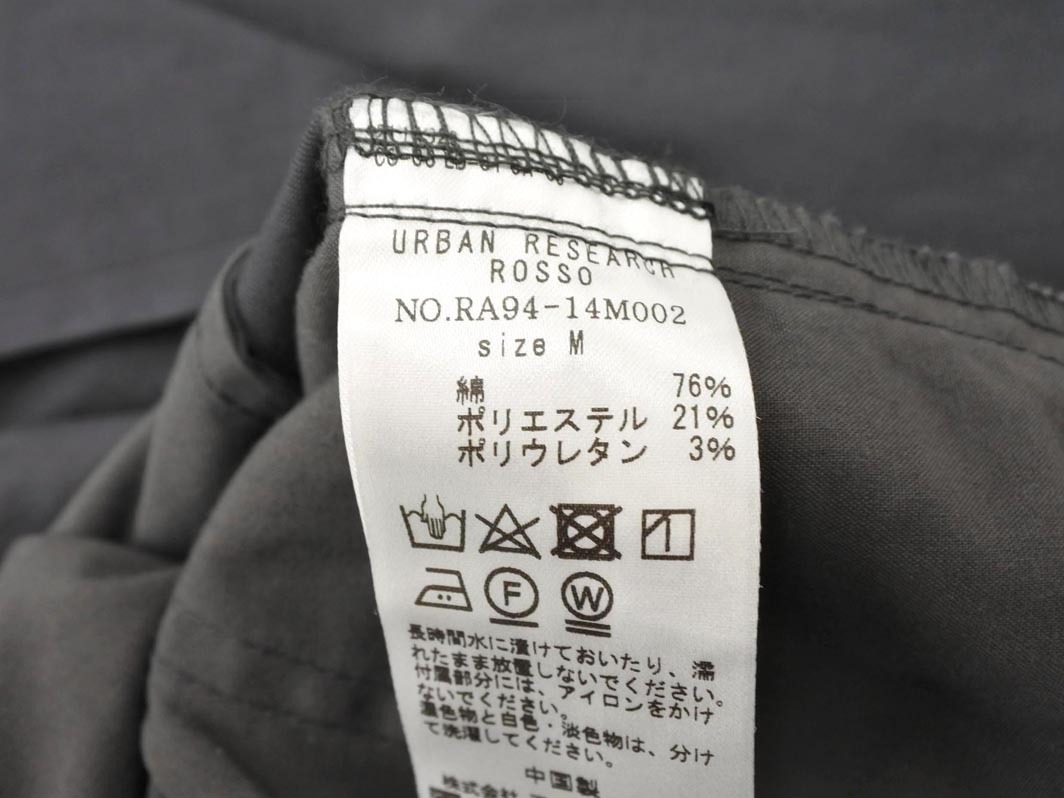 URBAN RESEARCH
ROSSO
NO.RA94-14M002
size M
綿 76%
ポリエステル 21%
ポリウレタン 3%
F W
長時間水に漬けておいたり、濡
れたまま放置しないでください。
付属部分には、アイロンをかけ
ないでください。
濃色物と白色・淡色物は、分け
て洗濯してください。
中国製
株式会社